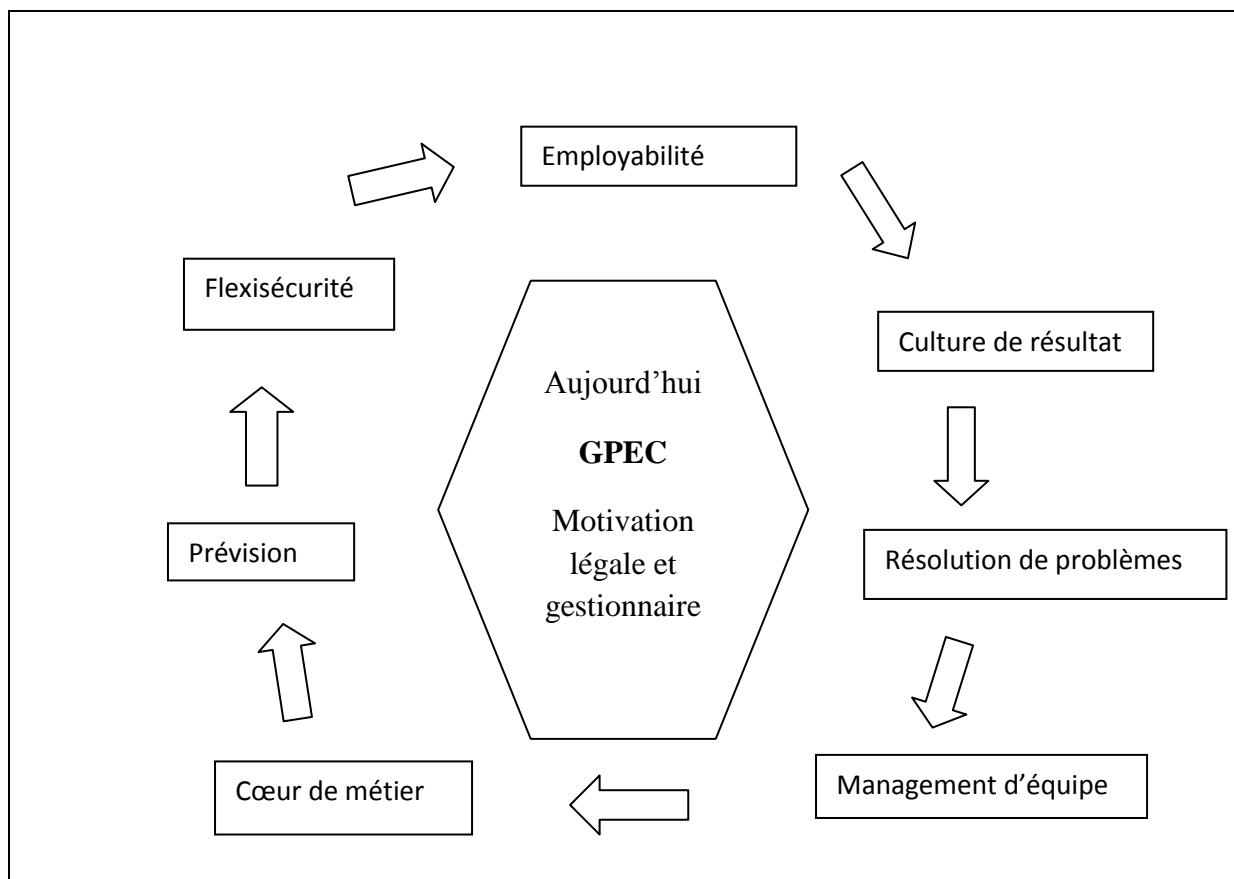 Employabilité
Flexisécurité
Culture de résultat
Aujourd’hui
GPEC
Motivation
légale et
gestionnaire
Prévision
Résolution de problèmes
Cœur de métier
Management d’équipe